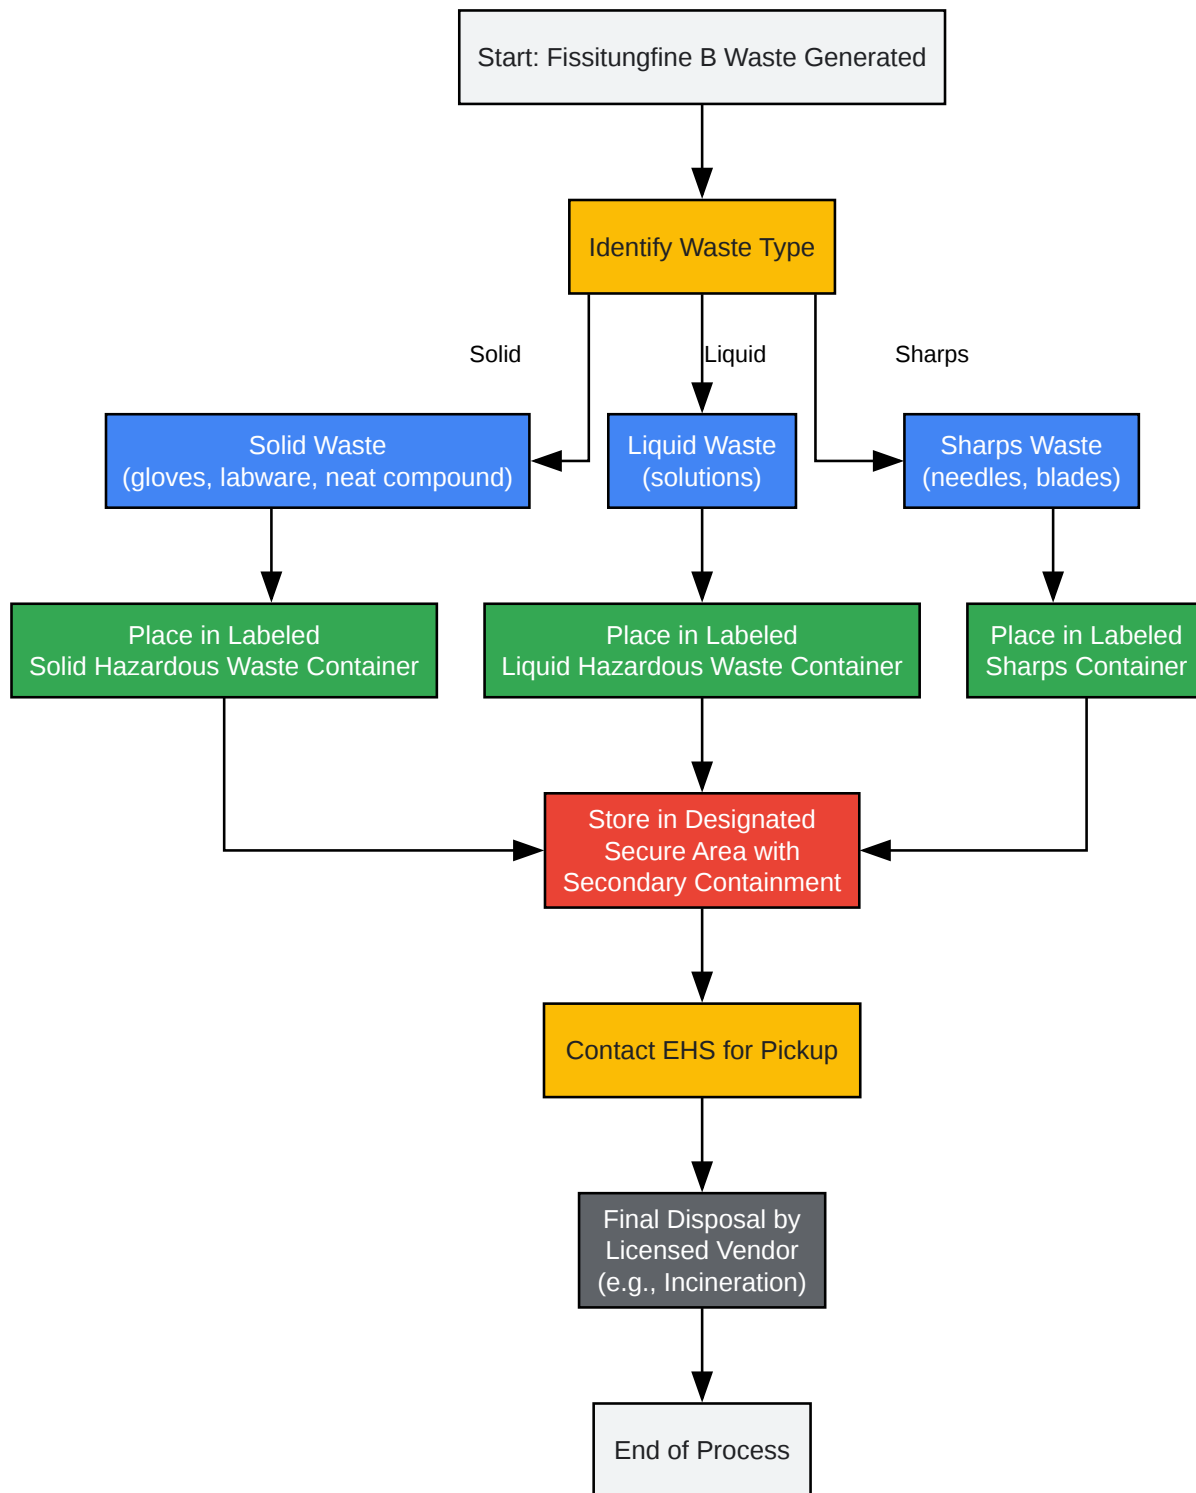 Start: Fissitungfine B Waste Generated
Identify Waste Type
Solid
Liquid
Sharps
Solid Waste
(gloves, labware, neat compound)
Liquid Waste
(solutions)
Sharps Waste
(needles, blades)
Place in Labeled
Solid Hazardous Waste Container
Place in Labeled
Liquid Hazardous Waste Container
Place in Labeled
Sharps Container
Store in Designated
Secure Area with
Secondary Containment
Contact EHS for Pickup
Final Disposal by
Licensed Vendor
(e.g., Incineration)
End of Process